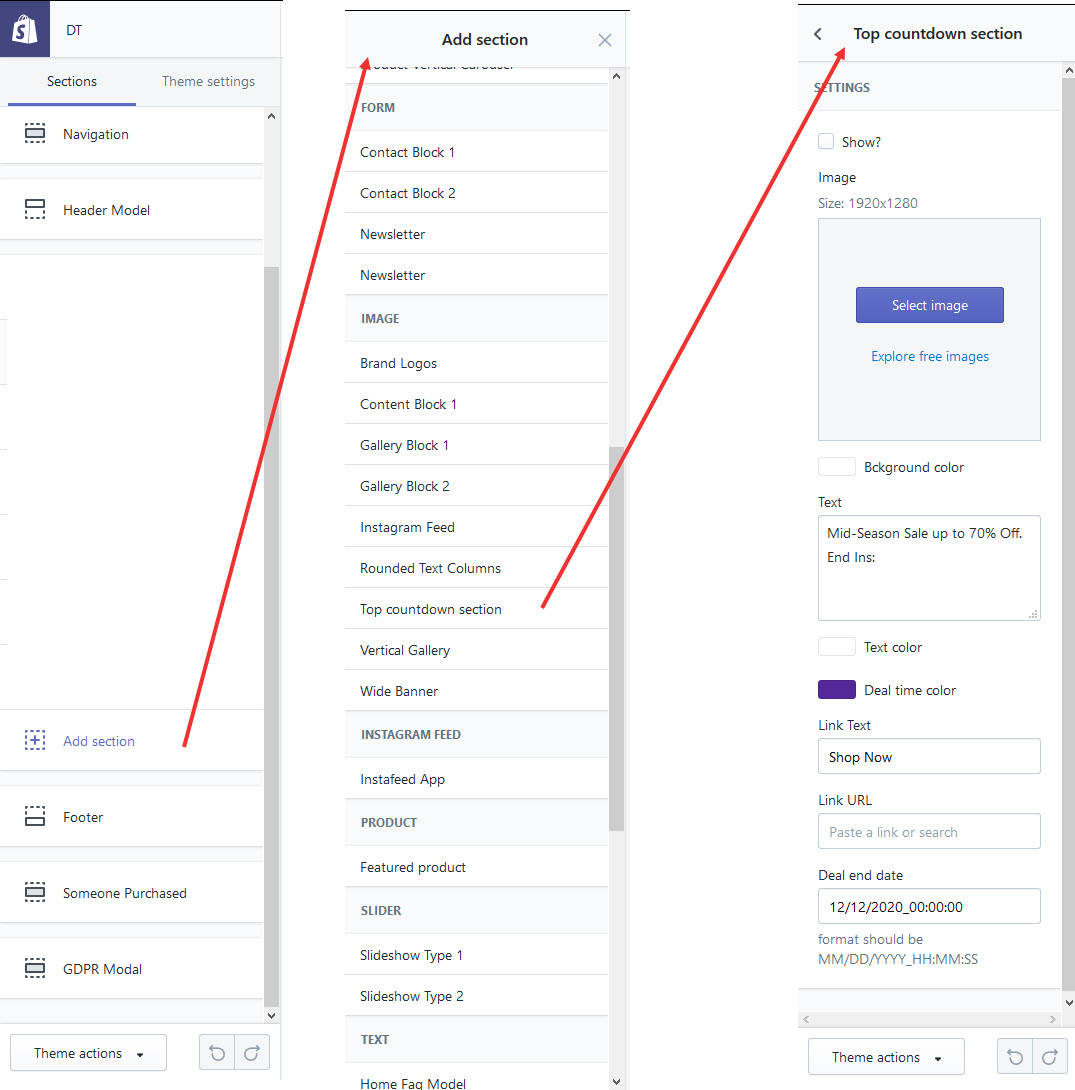 DT
Sections
Theme settings
Navigation
Header Model
Add section
Footer
Someone Purchased
GDPR Modal
Theme actions
Add section
Product Vertical Carousel
FORM
Contact Block 1
Contact Block 2
Newsletter
Newsletter
IMAGE
Brand Logos
Content Block 1
Gallery Block 1
Gallery Block 2
Instagram Feed
Rounded Text Columns
Top countdown section
Vertical Gallery
Wide Banner
INSTAGRAM FEED
Instafeed App
PRODUCT
Featured product
SLIDER
Slideshow Type 1
Slideshow Type 2
TEXT
Home Faq Model
Top countdown section
SETTINGS
Show?
Image
Size: 1920x1280
Select image
Explore free images
Bckground color
Text
Mid-Season Sale up to 70% Off.
End Ins:
Text color
Deal time color
Link Text
Shop Now
Link URL
Paste a link or search
Deal end date
12/12/2020_00:00:00
format should be
MM/DD/YYYY_HH:MM:SS
Theme actions